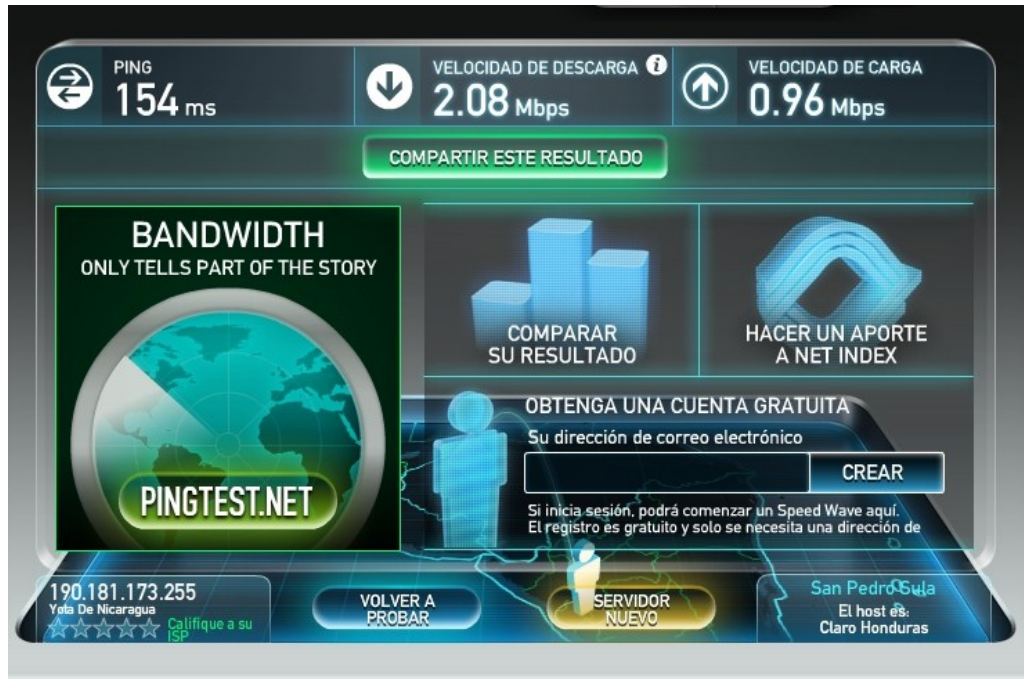 PING
154 ms
VELOCIDAD DE DESCARGA i
2.08 Mbps
VELOCIDAD DE CARGA
0.96 Mbps
COMPARTIR ESTE RESULTADO
BANDWIDTH
ONLY TELLS PART OF THE STORY
PINGTEST.NET
COMPARAR
SU RESULTADO
HACER UN APORTE
A NET INDEX
OBTENGA UNA CUENTA GRATUITA
Su dirección de correo electrónico
CREAR
Si inicia sesión, podrá comenzar un Speed Wave aquí.
El registro es gratuito y solo se necesita una dirección de
190.181.173.255
Yota De Nicaragua
Califique a su
ISP
VOLVER A
PROBAR
SERVIDOR
NUEVO
San Pedro Sula
El host es:
Claro Honduras